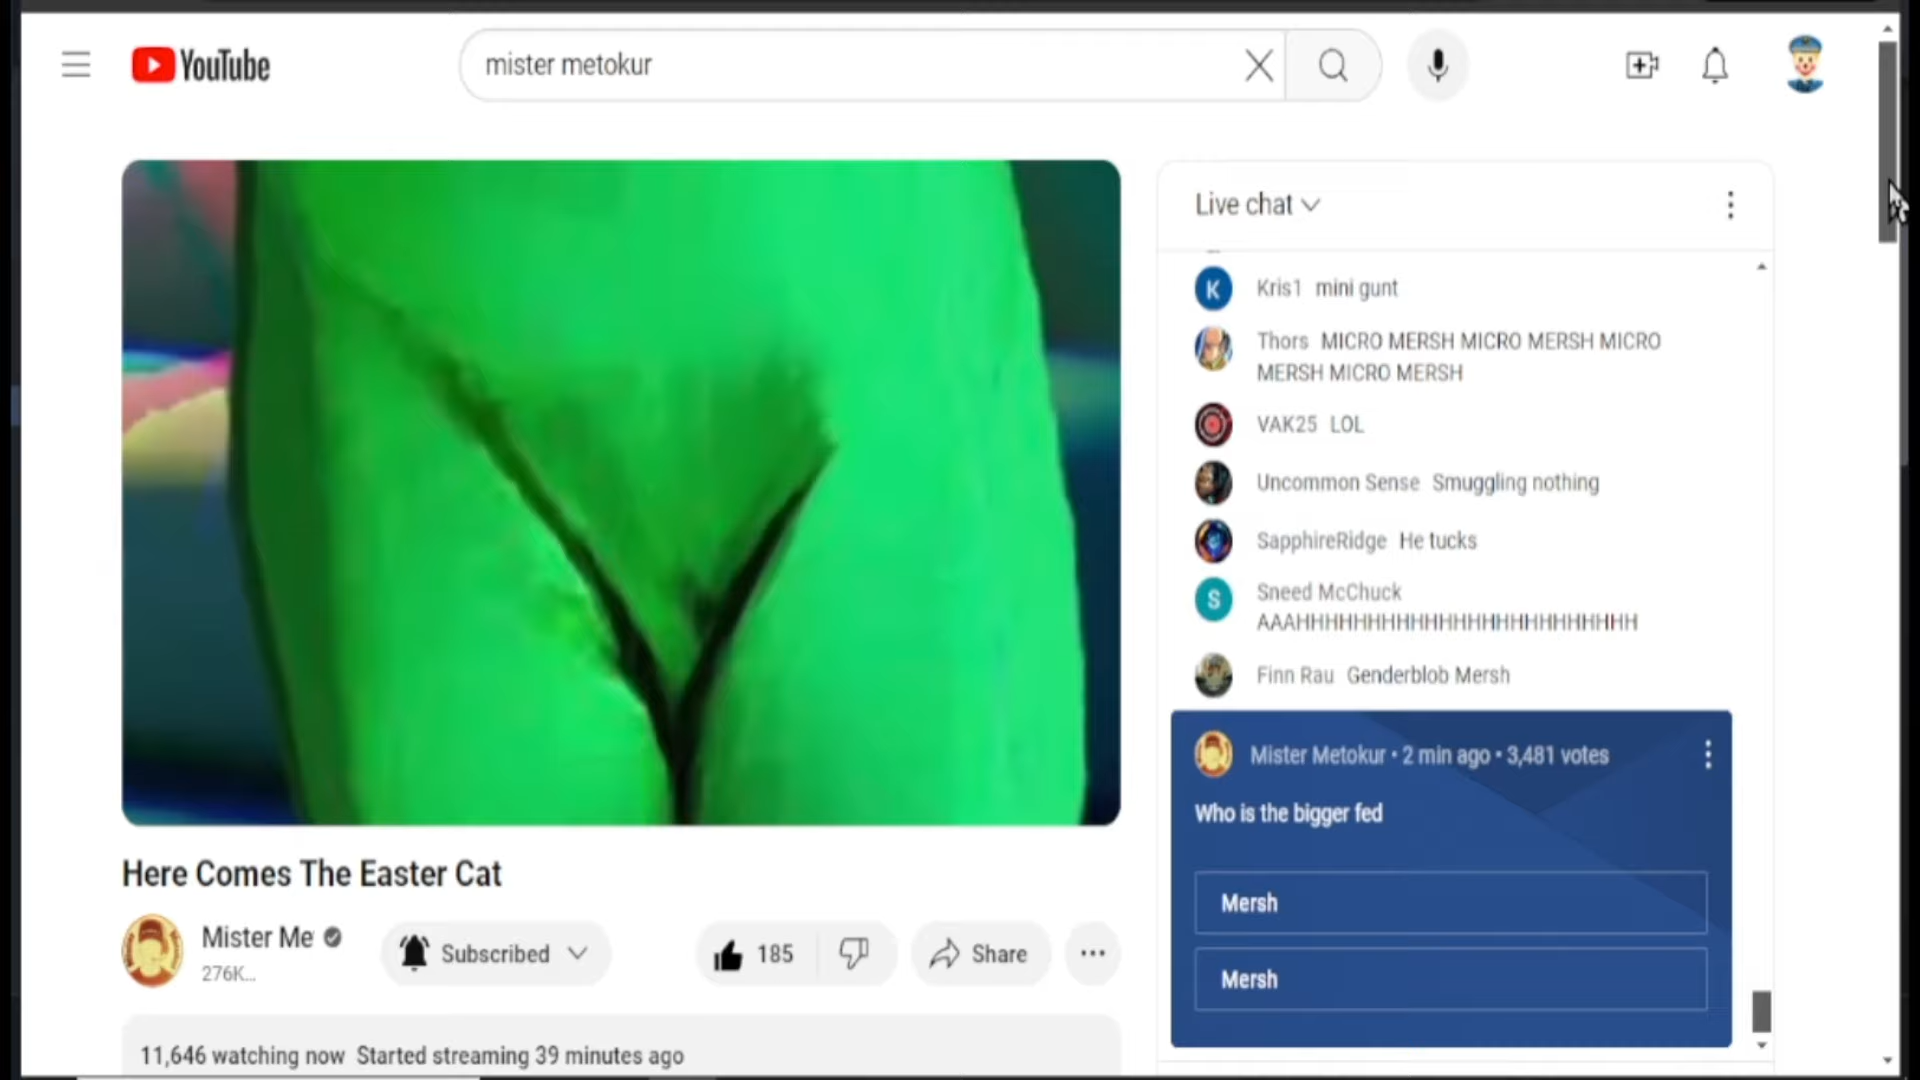 YouTube
mister metokur
Live chat
K
Kris1 mini gunt
Thors MICRO MERSH MICRO MERSH MICRO
MERSH MICRO MERSH
VAK25 LOL
Uncommon Sense Smuggling nothing
SapphireRidge He tucks
S
Sneed McChuck
AAAHHHHHHHHHHHHHHHHHHHHHHHH
Finn Rau Genderblob Mersh
Mister Metokur • 2 min ago • 3,481 votes
Who is the bigger fed
Mersh
Mersh
Here Comes The Easter Cat
Mister Me
276K...
Subscribed
185
Share
11,646 watching now Started streaming 39 minutes ago